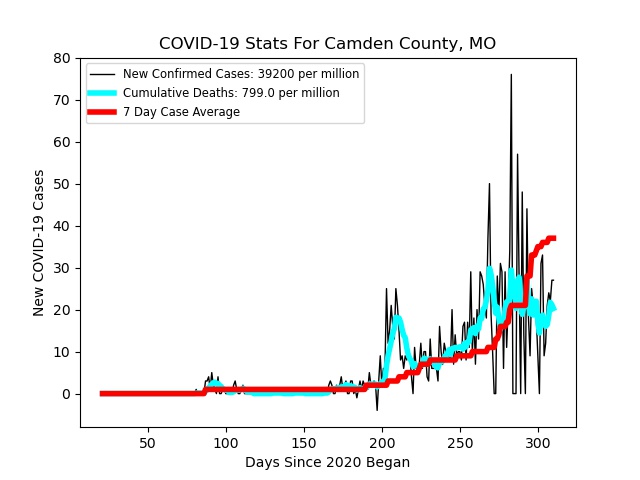 COVID-19 Stats For Camden County, MO
New Confirmed Cases: 39200 per million
Cumulative Deaths: 799.0 per million
7 Day Case Average
80
70
60
50
40
30
20
10
0
New COVID-19 Cases
50 100 150 200 250 300
Days Since 2020 Began